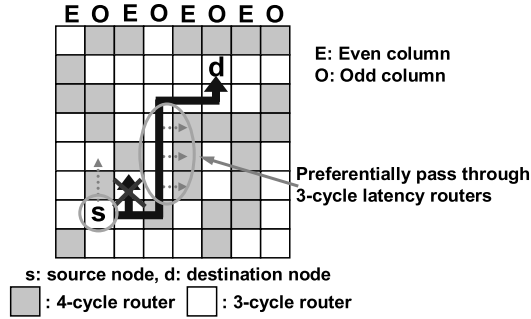 E O E O E O E O
E: Even column
O: Odd column
d
Preferentially pass through
3-cycle latency routers
s
s: source node, d: destination node
: 4-cycle router : 3-cycle router